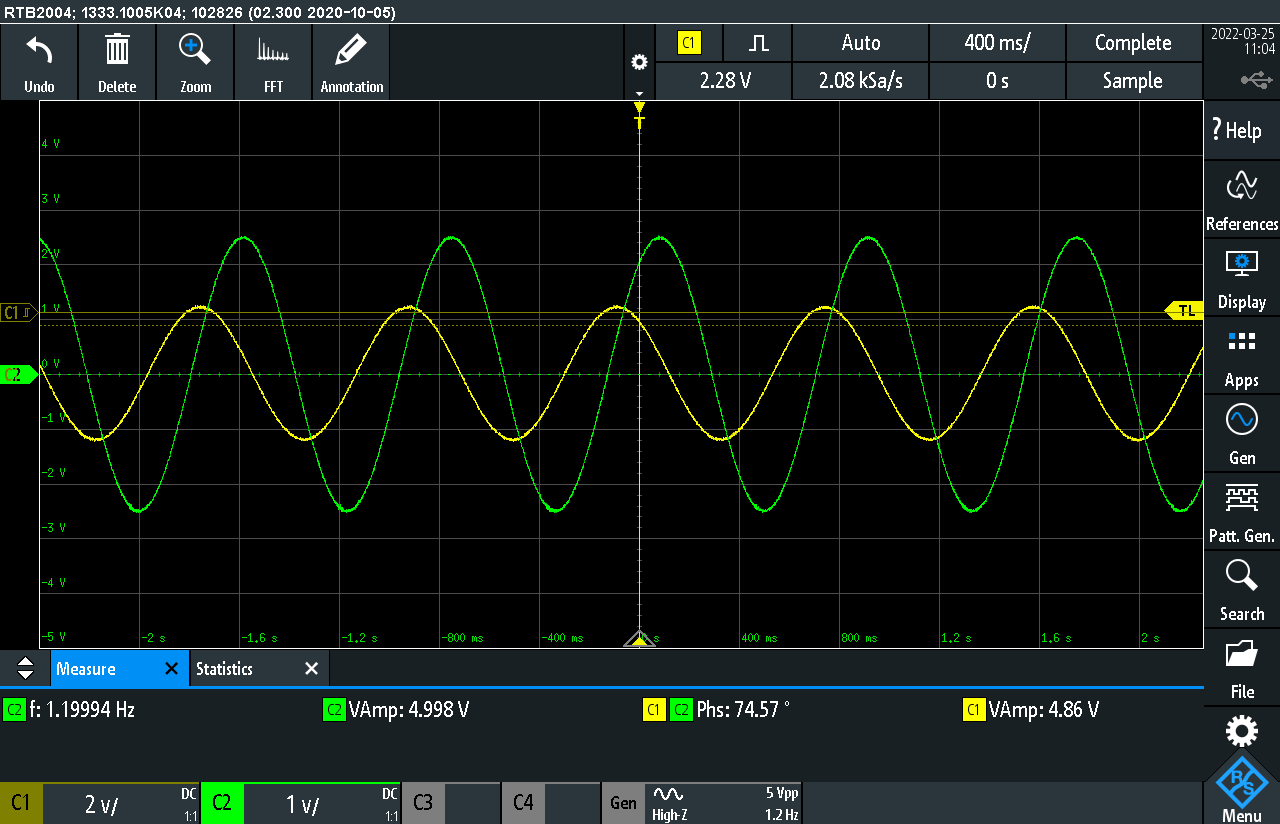 RTB2004; 1333.1005K04; 102826 (02.300 2020-10-05)
Undo
Delete
Zoom
FFT
Annotation
C1
Auto
400 ms/
Complete
2.28 V
2.08 kSa/s
0 s
Sample
2022-03-25
11:04
? Help
References
Display
Apps
Gen
Patt. Gen.
Search
File
Menu
T
4 V
3 V
2 V
1 V
0 V
-1 V
-2 V
-3 V
-4 V
-5 V
C1
TL
C2
-2 s
-1.6 s
-1.2 s
-800 ms
-400 ms
s
400 ms
800 ms
1.2 s
1.6 s
2 s
Measure
Statistics
C2 f: 1.19994 Hz
C2 VAmp: 4.998 V
C1 C2 Phs: 74.57 °
C1 VAmp: 4.86 V
C1 2 V/ DC 1:1
C2 1 V/ DC 1:1
C3
C4
Gen High-Z 5 Vpp 1.2 Hz
R&S